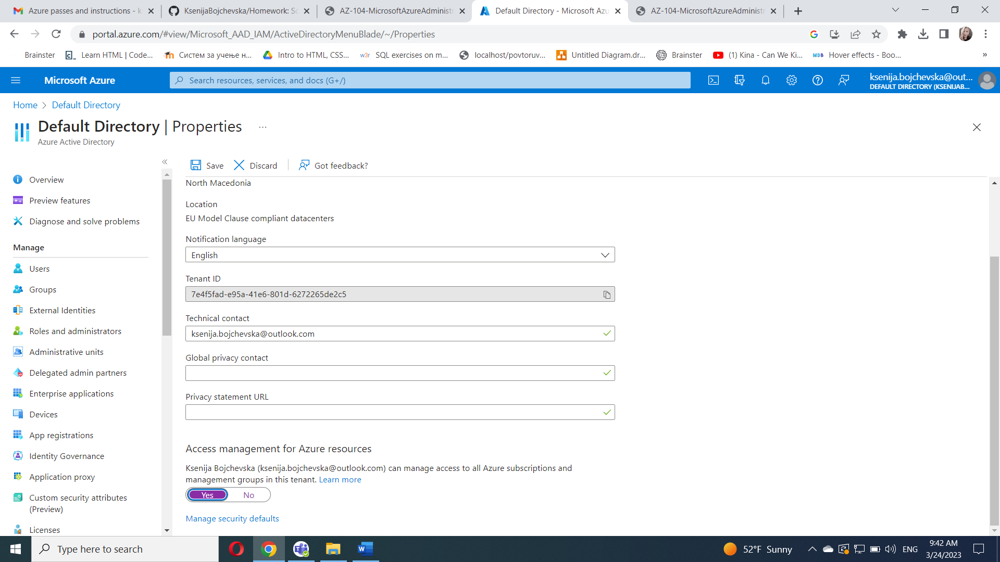 Azure passes and instructions - k
KsenijaBojchevska/Homework: So
AZ-104-MicrosoftAzureAdministr
Default Directory - Microsoft Azu
AZ-104-MicrosoftAzureAdministr
portal.azure.com/#view/Microsoft_AAD_IAM/ActiveDirectoryMenuBlade/~/Properties
Brainster
Learn HTML | Code...
Систем за учење н...
Intro to HTML, CSS...
w3r SQL exercises on m...
localhost/povtoruv...
Untitled Diagram.dr...
Brainster
(1) Kina - Can We Ki...
MDB Hover effects - Boo...
»
Microsoft Azure
Search resources, services, and docs (G+/)
ksenija.bojchevska@out...
DEFAULT DIRECTORY (KSENIJAB...
Home > Default Directory
Default Directory | Properties ...
Azure Active Directory
«
Save
Discard
Got feedback?
Overview
Preview features
Diagnose and solve problems
Manage
Users
Groups
External Identities
Roles and administrators
Administrative units
Delegated admin partners
Enterprise applications
Devices
App registrations
Identity Governance
Application proxy
Custom security attributes
(Preview)
Licenses
North Macedonia
Location
EU Model Clause compliant datacenters
Notification language
English
Tenant ID
7e4f5fad-e95a-41e6-801d-6272265de2c5
Technical contact
ksenija.bojchevska@outlook.com
Global privacy contact
Privacy statement URL
Access management for Azure resources
Ksenija Bojchevska (ksenija.bojchevska@outlook.com) can manage access to all Azure subscriptions and
management groups in this tenant. Learn more
Yes No
Manage security defaults
Type here to search
52°F Sunny
ENG
9:42 AM
3/24/2023